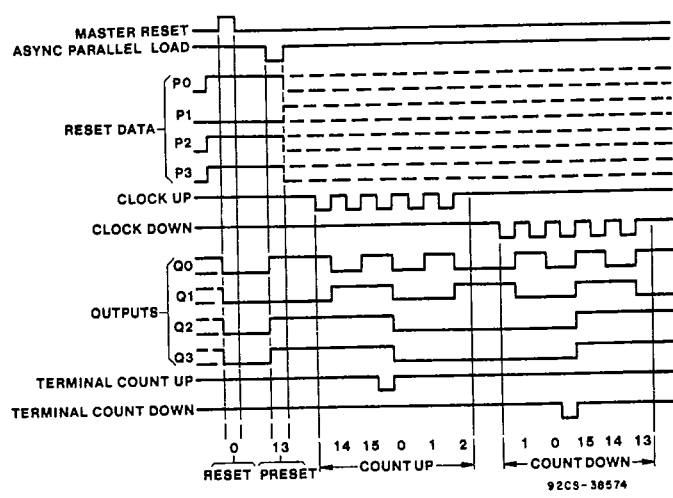 MASTER RESET
ASYNC PARALLEL LOAD
P0
P1
RESET DATA
P2
P3
CLOCK UP
CLOCK DOWN
Q0
Q1
OUTPUTS
Q2
Q3
TERMINAL COUNT UP
TERMINAL COUNT DOWN
0 13 14 15 0 1 2 1 0 15 14 13
RESET PRESET COUNT UP COUNT DOWN
92CS-38574